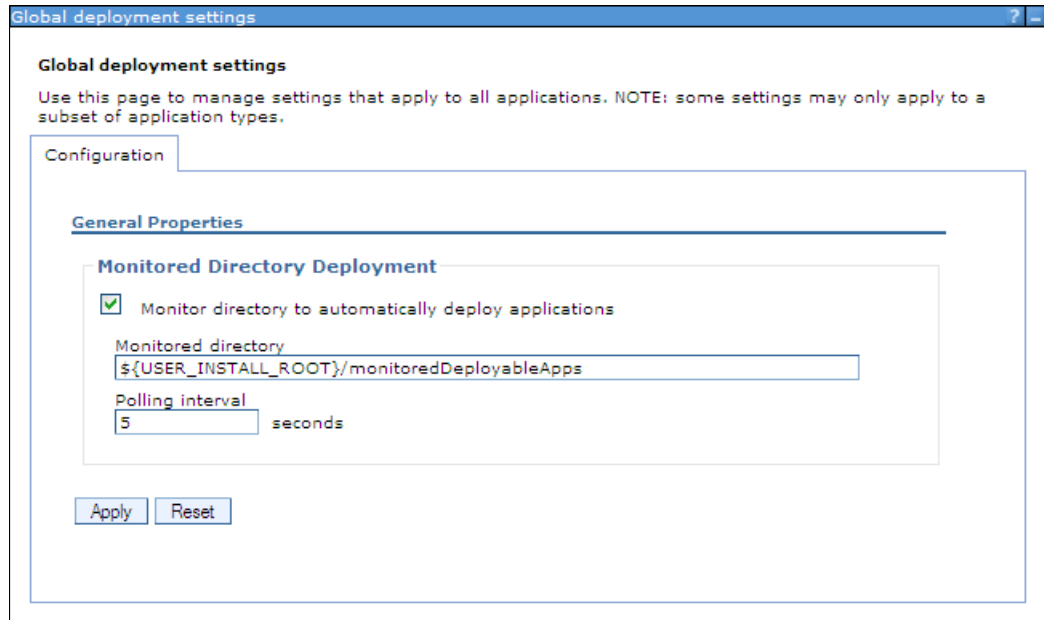 Global deployment settings ? –
Global deployment settings
Use this page to manage settings that apply to all applications. NOTE: some settings may only apply to a
subset of application types.
Configuration
General Properties
Monitored Directory Deployment
Monitor directory to automatically deploy applications
Monitored directory
${USER_INSTALL_ROOT}/monitoredDeployableApps
Polling interval
5 seconds
Apply Reset